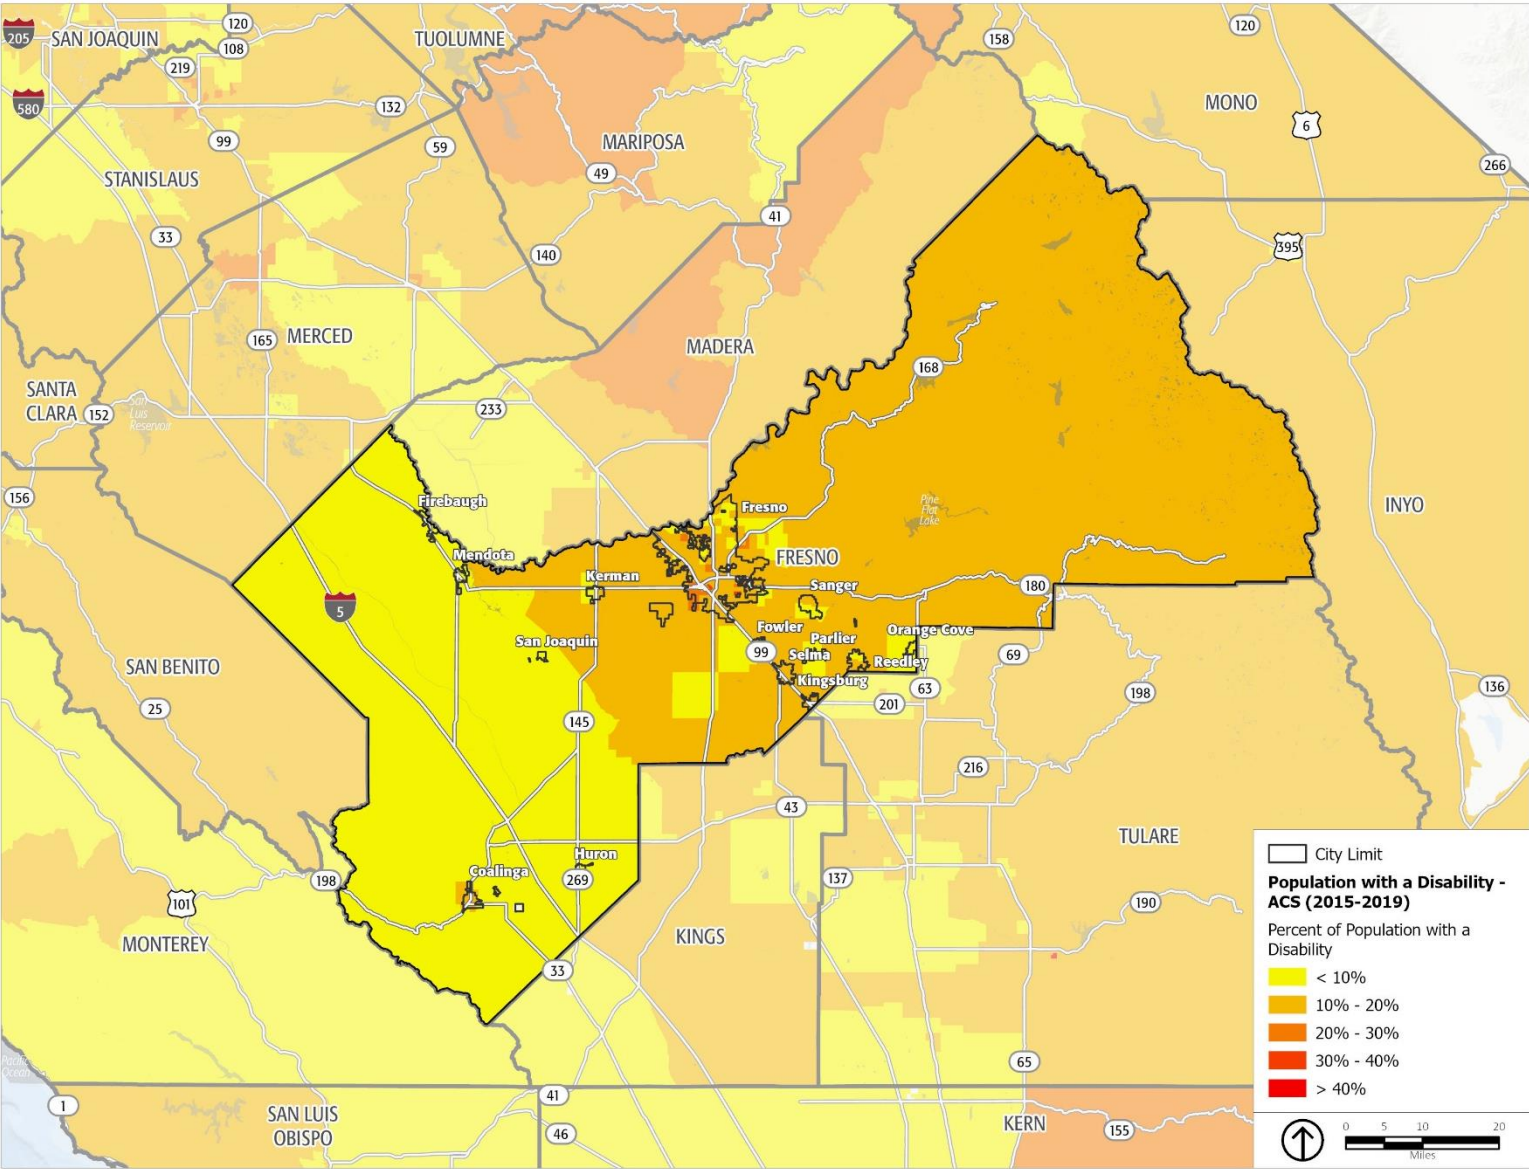 205
SAN JOAQUIN
120
TUOLUMNE
158
120
108
219
580
132
MONO
6
99
59
MARIPOSA
266
STANISLAUS
49
41
33
140
395
165
MERCED
MADERA
168
SANTA
CLARA
152
San
Luis
Reservoir
233
156
Firebaugh
Fresno
Pine
Flat
Lake
INYO
Mendota
FRESNO
Kerman
Sanger
180
5
Fowler
Parlier
Orange Cove
San Joaquin
99
Selma
Reedley
69
SAN BENITO
Kingsburg
63
198
136
25
201
145
216
43
TULARE
Huron
Coalinga
198
269
137
101
190
MONTEREY
KINGS
33
Pacific
Ocean
65
1
41
SAN LUIS
OBISPO
46
KERN
155
City Limit
Population with a Disability -
ACS (2015-2019)
Percent of Population with a
Disability
< 10%
10% - 20%
20% - 30%
30% - 40%
> 40%
0 5 10 20
Miles